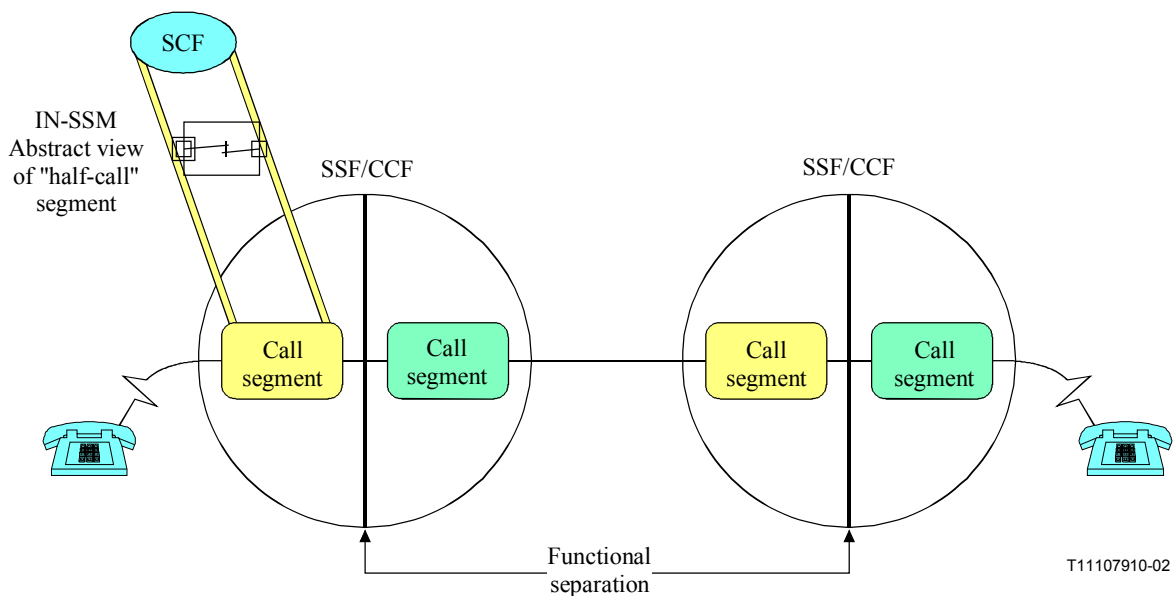 SCF
IN-SSM
Abstract view
of "half-call"
segment
SSF/CCF
SSF/CCF
Call
segment
Call
segment
Call
segment
Call
segment
Functional
separation
T11107910-02